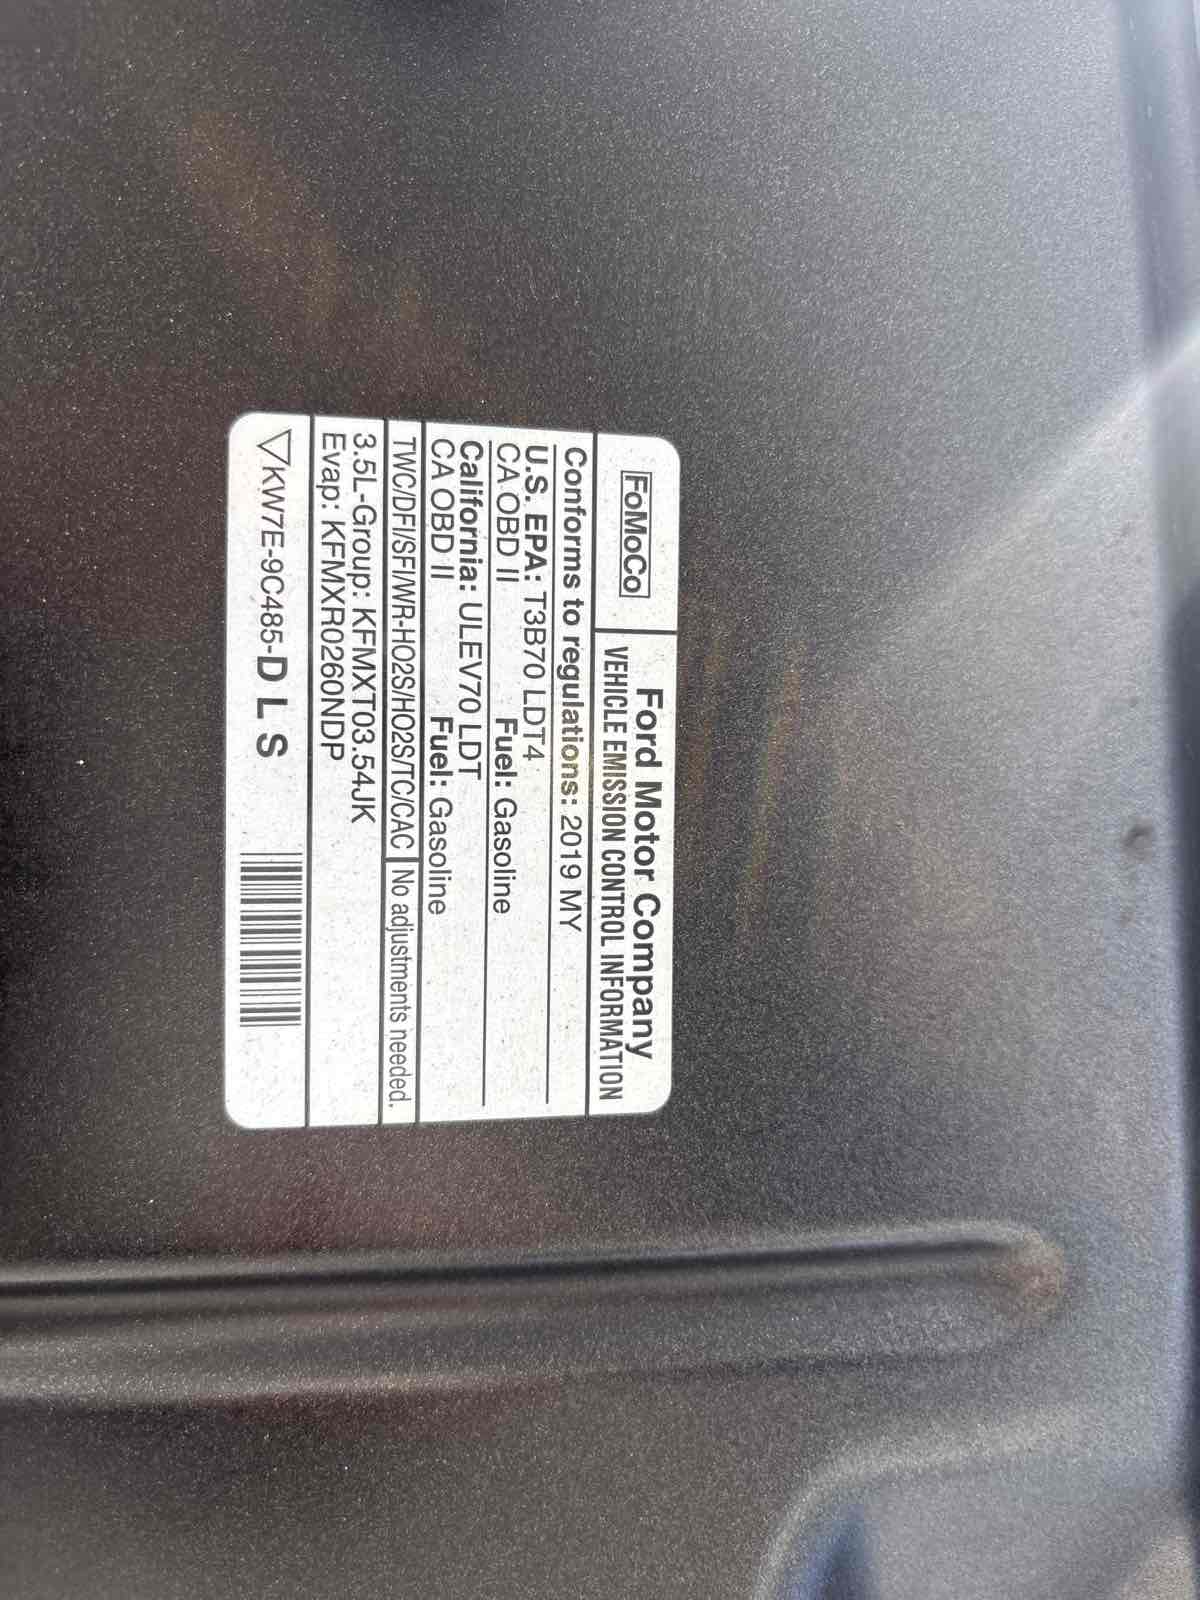 FoMoCo
Ford Motor Company
VEHICLE EMISSION CONTROL INFORMATION
Conforms to regulations: 2019 MY
U.S. EPA: T3B70 LDT4
CA OBD II Fuel: Gasoline
California: ULEV70 LDT
CA OBD II Fuel: Gasoline
TWC/DFI/SFI/WR-HO2S/HO2S/TC/CAC No adjustments needed.
3.5L-Group: KFMXT03.54JK
Evap: KFMXR0260NDP
KW7E-9C485-D L S